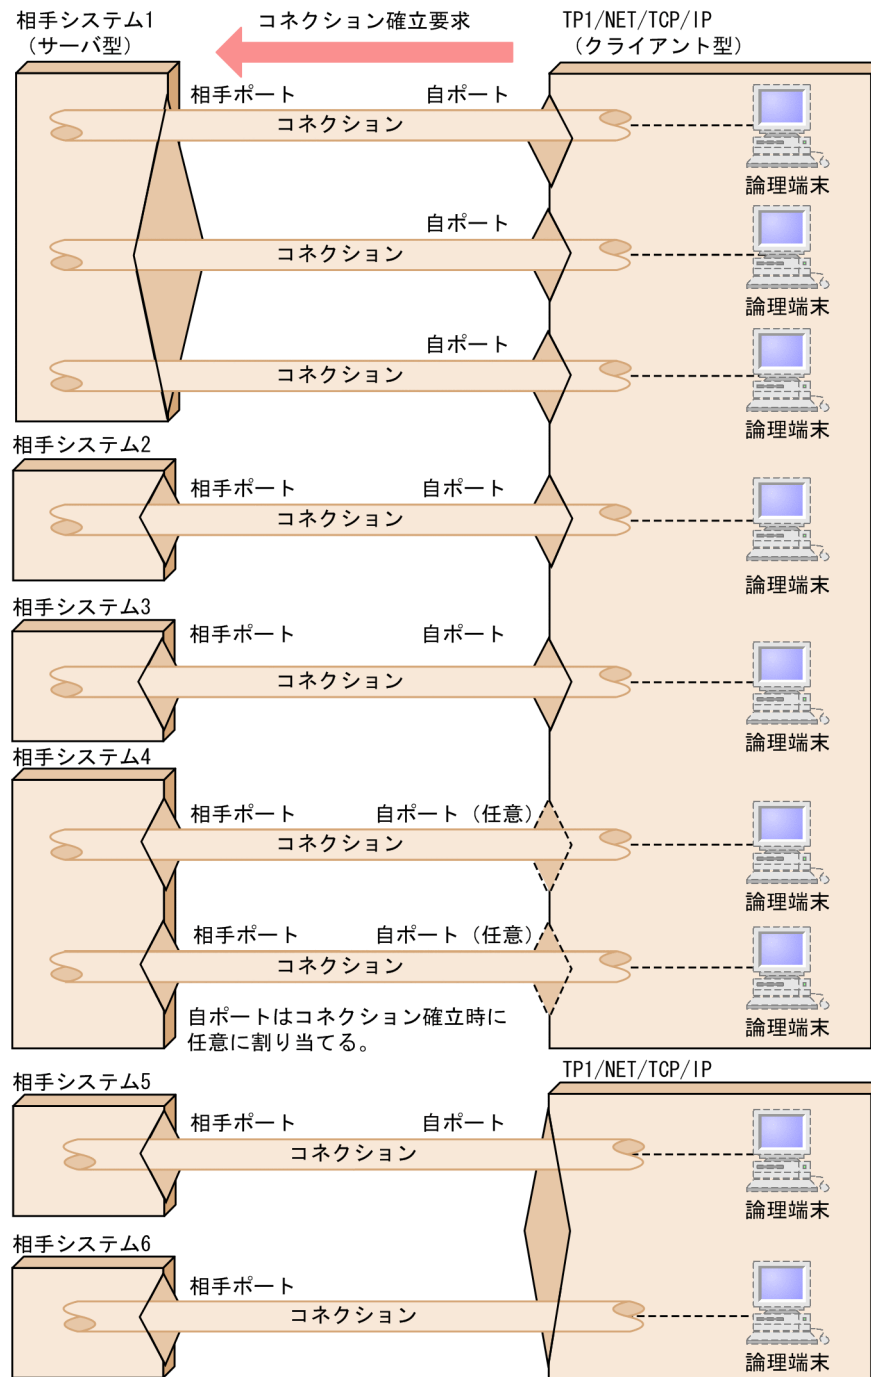 相手システム1
（サーバ型）
コネクション確立要求
TP1/NET/TCP/IP
（クライアント型）
相手ポート
自ポート
コネクション
論理端末
自ポート
コネクション
論理端末
自ポート
コネクション
論理端末
相手システム2
相手ポート
自ポート
コネクション
論理端末
相手システム3
相手ポート
自ポート
コネクション
論理端末
相手システム4
相手ポート
自ポート（任意）
コネクション
論理端末
相手ポート
自ポート（任意）
コネクション
論理端末
自ポートはコネクション確立時に
任意に割り当てる。
相手システム5
TP1/NET/TCP/IP
相手ポート
自ポート
コネクション
論理端末
相手システム6
相手ポート
コネクション
論理端末